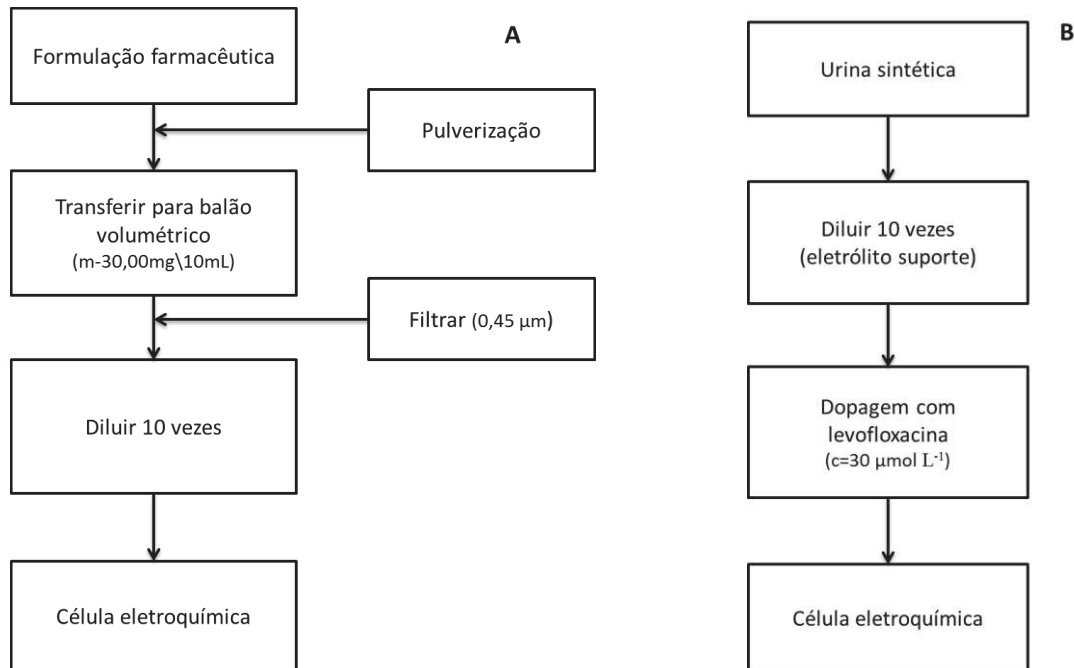 A
Formulação farmacêutica
Pulverização
Transferir para balão
volumétrico
(m-30,00mg\10mL)
Filtrar (0,45 µm)
Diluir 10 vezes
Célula eletroquímica
B
Urina sintética
Diluir 10 vezes
(eletrólito suporte)
Dopagem com
levofloxacina
(c=30 µmol L⁻¹)
Célula eletroquímica